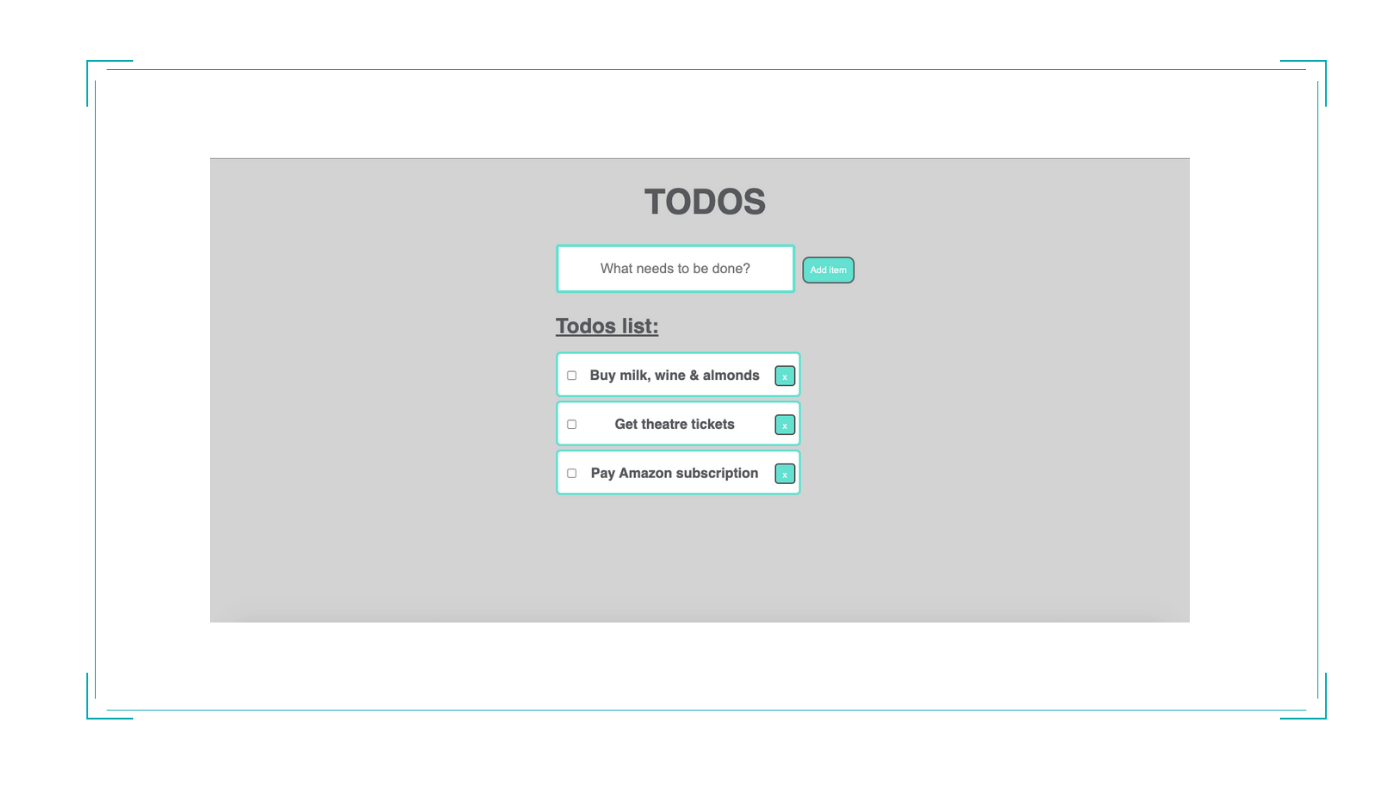 TODOS
What needs to be done?
Add item
Todos list:
Buy milk, wine & almonds
x
Get theatre tickets
x
Pay Amazon subscription
x